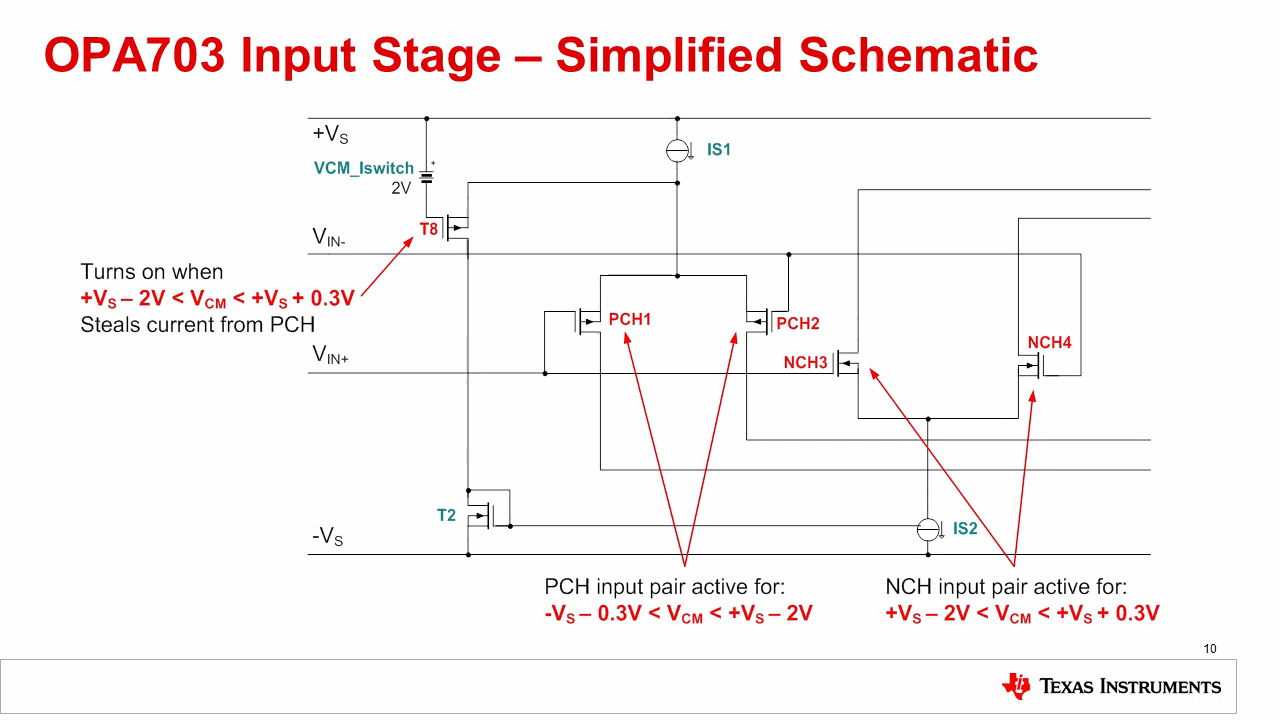 OPA703 Input Stage – Simplified Schematic
+VS
IS1
VCM_Iswitch
+
2V
T8
VIN-
Turns on when
+VS – 2V < VCM < +VS + 0.3V
Steals current from PCH
PCH1
PCH2
NCH4
VIN+
NCH3
T2
-VS
IS2
PCH input pair active for:
-VS – 0.3V < VCM < +VS – 2V
NCH input pair active for:
+VS – 2V < VCM < +VS + 0.3V
10
TEXAS INSTRUMENTS